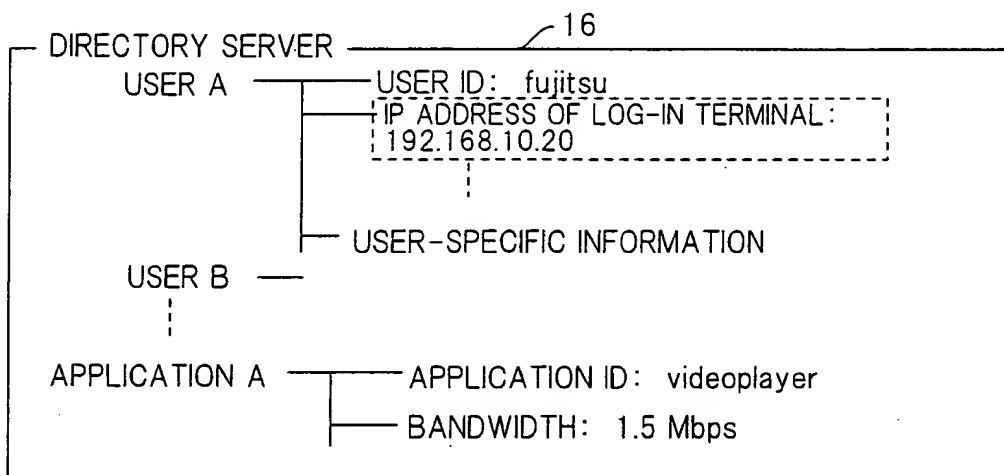 16
DIRECTORY SERVER
USER A
USER ID: fujitsu
IP ADDRESS OF LOG-IN TERMINAL:
192.168.10.20
USER-SPECIFIC INFORMATION
USER B
APPLICATION A
APPLICATION ID: videoplayer
BANDWIDTH: 1.5 Mbps